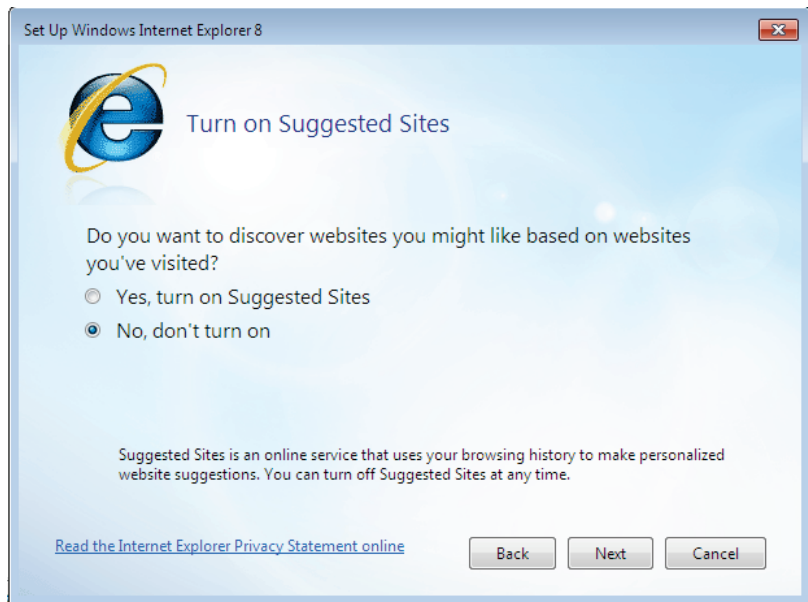 Set Up Windows Internet Explorer 8
Turn on Suggested Sites
Do you want to discover websites you might like based on websites
you've visited?
Yes, turn on Suggested Sites
No, don't turn on
Suggested Sites is an online service that uses your browsing history to make personalized
website suggestions. You can turn off Suggested Sites at any time.
Read the Internet Explorer Privacy Statement online
Back Next Cancel